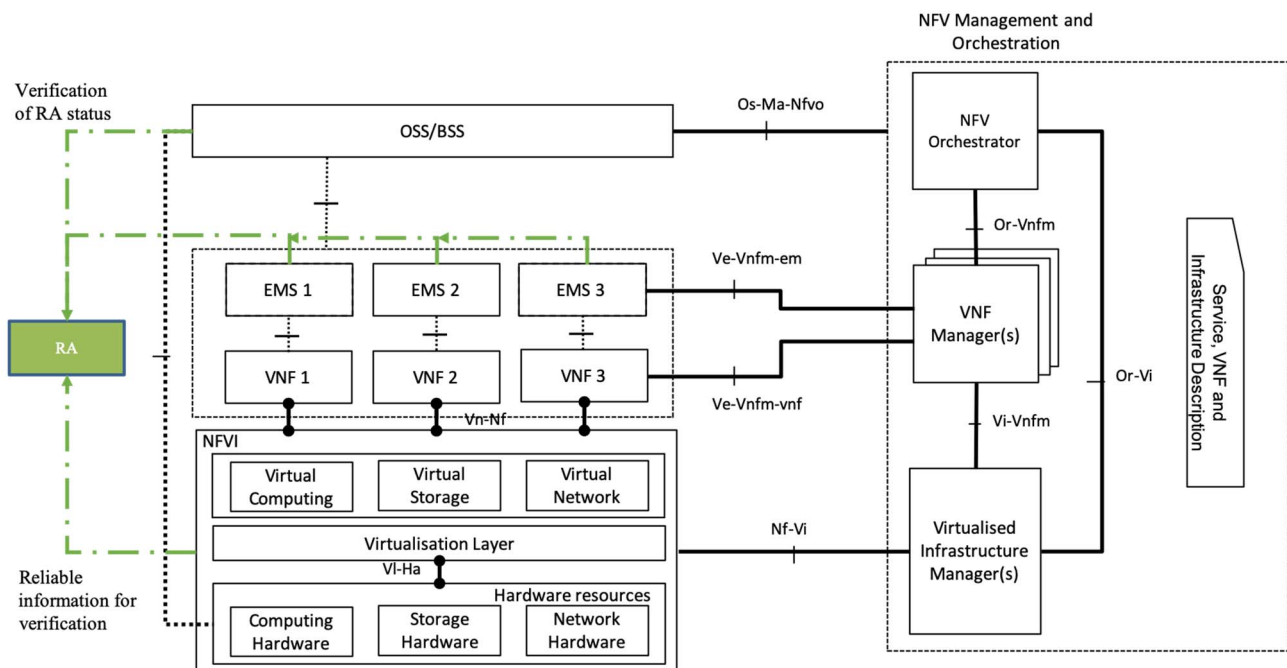 NFV Management and
Orchestration
Verification
of RA status
OSS/BSS
Os-Ma-Nfvo
NFV
Orchestrator
Or-Vnfm
Ve-Vnfm-em
EMS 1
EMS 2
EMS 3
VNF
Manager(s)
Service, VNF and
Infrastructure Description
RA
VNF 1
VNF 2
VNF 3
Ve-Vnfm-vnf
Or-Vi
Vn-Nf
Vi-Vnfm
NFVI
Virtual
Computing
Virtual
Storage
Virtual
Network
Virtualisation Layer
Nf-Vi
Virtualised
Infrastructure
Manager(s)
Vl-Ha
Reliable
information for
verification
Hardware resources
Computing
Hardware
Storage
Hardware
Network
Hardware